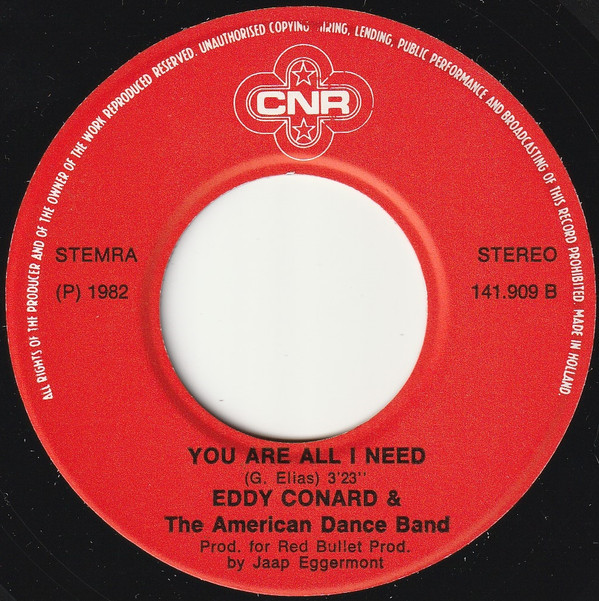 ALL RIGHTS OF THE PRODUCER AND OF THE OWNER OF THE WORK REPRODUCED RESERVED. UNAUTHORISED COPYING, HIRING, LENDING, PUBLIC PERFORMANCE AND BROADCASTING OF THIS RECORD PROHIBITED. MADE IN HOLLAND.
CNR
STEMRA
(P) 1982
STEREO
141.909 B
YOU ARE ALL I NEED
(G. Elias) 3'23''
EDDY CONARD &
The American Dance Band
Prod. for Red Bullet Prod.
by Jaap Eggermont